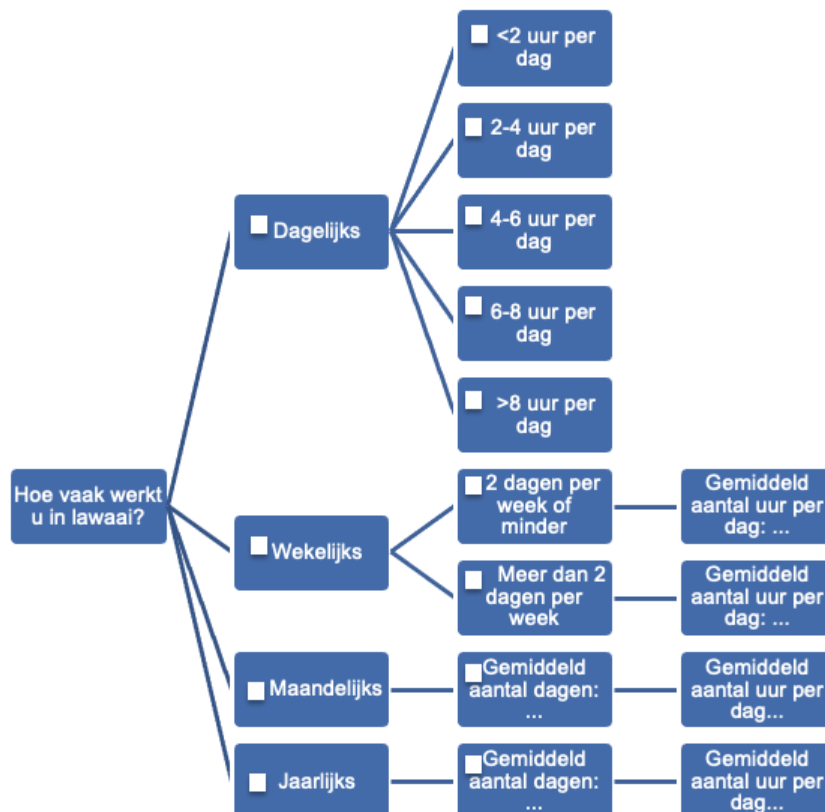 <2 uur per
dag
2-4 uur per
dag
Dagelijks
4-6 uur per
dag
6-8 uur per
dag
>8 uur per
dag
Hoe vaak werkt
u in lawaai?
Wekelijks
2 dagen per
week of
minder
Gemiddeld
aantal uur per
dag: ...
Meer dan 2
dagen per
week
Gemiddeld
aantal uur per
dag: ...
Maandelijks
Gemiddeld
aantal dagen:
...
Gemiddeld
aantal uur per
dag...
Jaarlijks
Gemiddeld
aantal dagen:
...
Gemiddeld
aantal uur per
dag...